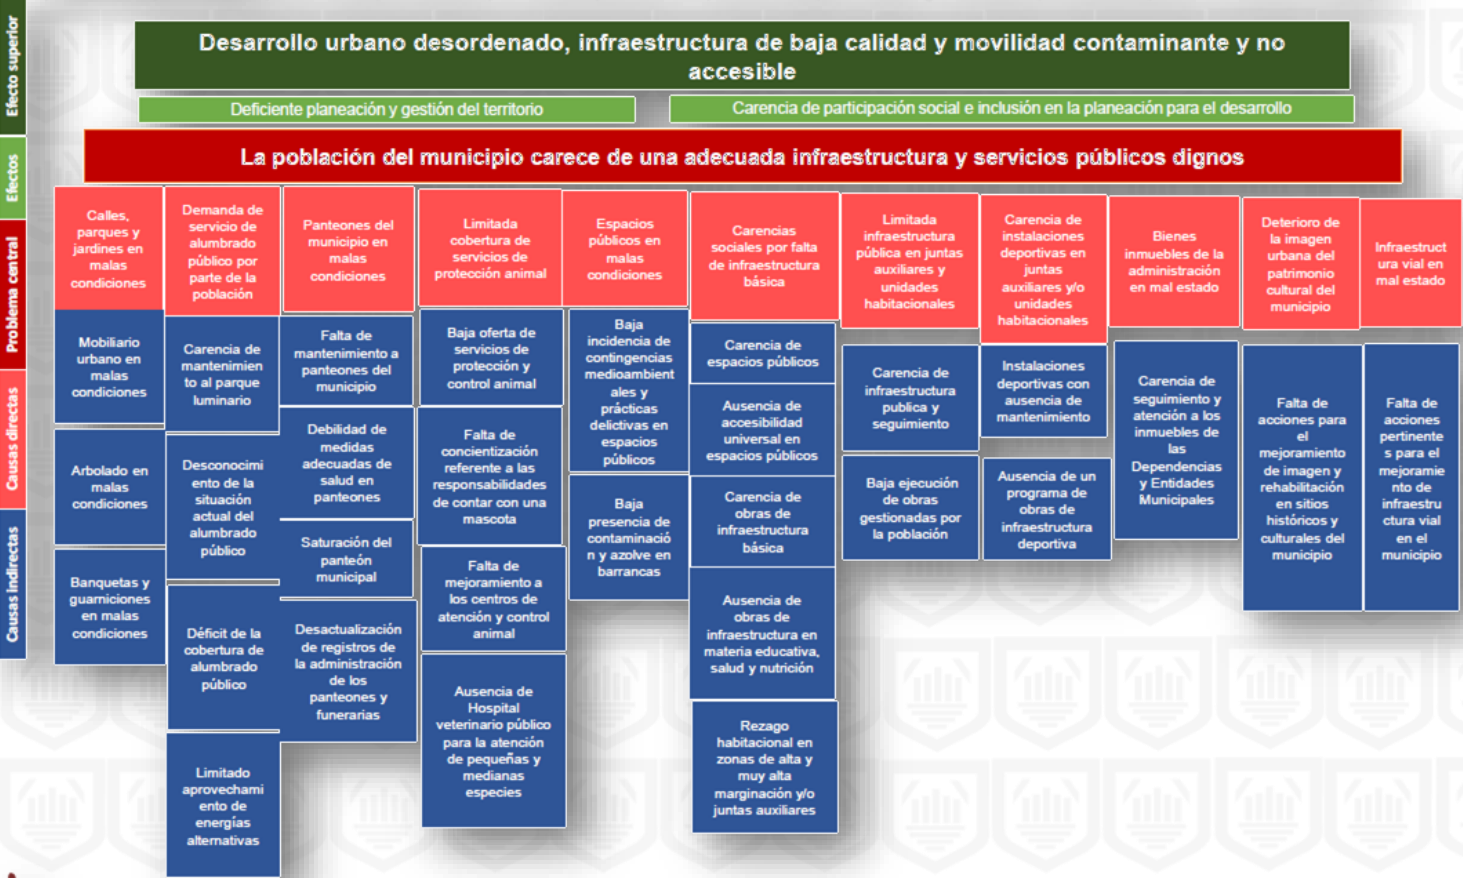 Efecto superior
Desarrollo urbano desordenado, infraestructura de baja calidad y movilidad contaminante y no
accesible
Efectos
Deficiente planeación y gestión del territorio
Carencia de participación social e inclusión en la planeación para el desarrollo
Problema central
La población del municipio carece de una adecuada infraestructura y servicios públicos dignos
Causas directas
Calles,
parques y
jardines en
malas
condiciones
Demanda de
servicio de
alumbrado
público por
parte de la
población
Panteones del
municipio en
malas
condiciones
Limitada
cobertura de
servicios de
protección animal
Espacios
públicos en
malas
condiciones
Carencias
sociales por falta
de infraestructura
básica
Limitada
infraestructura
pública en juntas
auxiliares y
unidades
habitacionales
Carencia de
instalaciones
deportivas en
juntas
auxiliares y/o
unidades
habitacionales
Bienes
inmuebles de la
administración
en mal estado
Deterioro de
la imagen
urbana del
patrimonio
cultural del
municipio
Infraestruct
ura vial en
mal estado
Causas indirectas
Mobiliario
urbano en
malas
condiciones
Arbolado en
malas
condiciones
Banquetas y
guarniciones
en malas
condiciones
Carencia de
mantenimien
to al parque
luminario
Desconocimi
ento de la
situación
actual del
alumbrado
público
Déficit de la
cobertura de
alumbrado
público
Limitado
aprovechami
ento de
energías
alternativas
Falta de
mantenimiento a
panteones del
municipio
Debilidad de
medidas
adecuadas de
salud en
panteones
Saturación del
panteón
municipal
Desactualización
de registros de
la administración
de los
panteones y
funerarias
Baja oferta de
servicios de
protección y
control animal
Falta de
concientización
referente a las
responsabilidades
de contar con una
mascota
Falta de
mejoramiento a
los centros de
atención y control
animal
Ausencia de
Hospital
veterinario público
para la atención
de pequeñas y
medianas
especies
Baja
incidencia de
contingencias
medioambient
ales y
prácticas
delictivas en
espacios
públicos
Baja
presencia de
contaminació
n y azolve en
barrancas
Carencia de
espacios públicos
Ausencia de
accesibilidad
universal en
espacios públicos
Carencia de
obras de
infraestructura
básica
Ausencia de
obras de
infraestructura en
materia educativa,
salud y nutrición
Rezago
habitacional en
zonas de alta y
muy alta
marginación y/o
juntas auxiliares
Carencia de
infraestructura
publica y
seguimiento
Baja ejecución
de obras
gestionadas por
la población
Instalaciones
deportivas con
ausencia de
mantenimiento
Ausencia de un
programa de
obras de
infraestructura
deportiva
Carencia de
seguimiento y
atención a los
inmuebles de
las
Dependencias
y Entidades
Municipales
Falta de
acciones para
el
mejoramiento
de imagen y
rehabilitación
en sitios
históricos y
culturales del
municipio
Falta de
acciones
pertinente
s para el
mejoramie
nto de
infraestru
ctura vial
en el
municipio